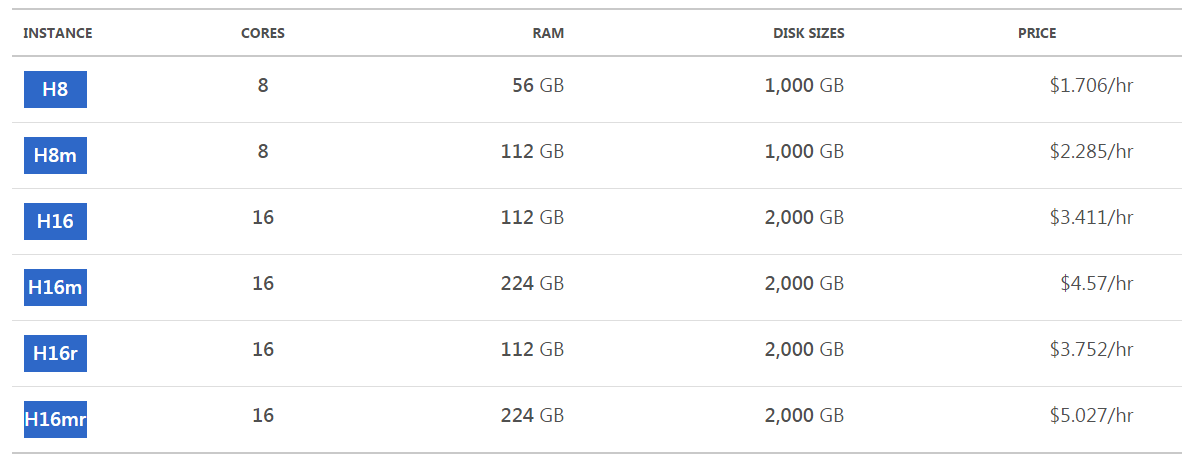 INSTANCE CORES RAM DISK SIZES PRICE
H8 8 56 GB 1,000 GB $1.706/hr
H8m 8 112 GB 1,000 GB $2.285/hr
H16 16 112 GB 2,000 GB $3.411/hr
H16m 16 224 GB 2,000 GB $4.57/hr
H16r 16 112 GB 2,000 GB $3.752/hr
H16mr 16 224 GB 2,000 GB $5.027/hr